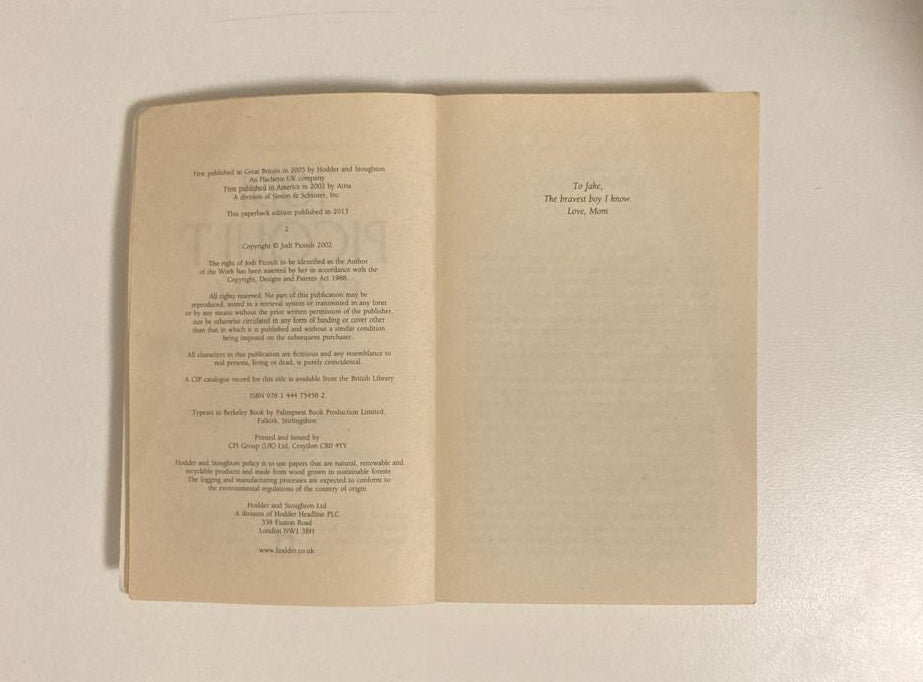 First published in Great Britain in 2005 by Hodder and Stoughton
An Hachette UK company
First published in America in 2002 by Atria
A division of Simon & Schuster, Inc
This paperback edition published in 2013
2
Copyright © Jodi Picoult 2002
The right of Jodi Picoult to be identified as the Author
of the Work has been asserted by her in accordance with the
Copyright, Designs and Patents Act 1988.
All rights reserved. No part of this publication may be
reproduced, stored in a retrieval system or transmitted in any form
or by any means without the prior written permission of the publisher,
nor be otherwise circulated in any form of binding or cover other
than that in which it is published and without a similar condition
being imposed on the subsequent purchaser.
All characters in this publication are fictitious and any resemblance to
real persons, living or dead, is purely coincidental.
A CIP catalogue record for this title is available from the British Library
ISBN 978 1 444 75458 2
Typeset in Berkeley Book by Palimpsest Book Production Limited,
Falkirk, Stirlingshire
Printed and bound by
CPI Group (UK) Ltd, Croydon CR0 4YY
Hodder and Stoughton policy is to use papers that are natural, renewable and
recyclable products and made from wood grown in sustainable forests
The logging and manufacturing processes are expected to conform to
the environmental regulations of the country of origin
Hodder and Stoughton Ltd
A division of Hodder Headline PLC
338 Euston Road
London NW1 3BH
www.hodder.co.uk
To Jake,
The bravest boy I know.
Love, Mom